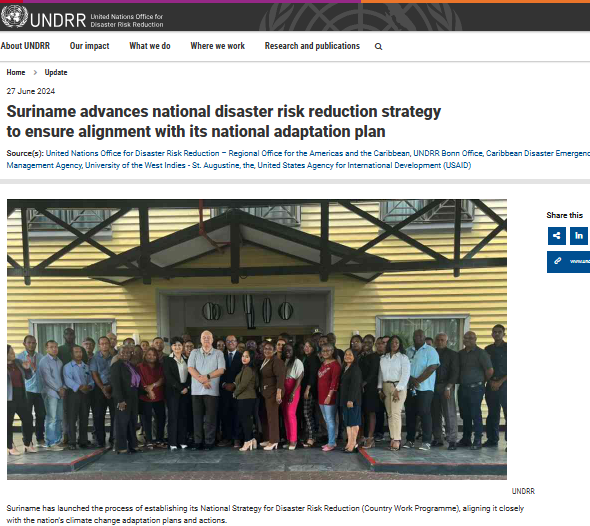 UNDRR United Nations Office for
Disaster Risk Reduction
About UNDRR Our impact What we do Where we work Research and publications
Home > Update
27 June 2024
Suriname advances national disaster risk reduction strategy
to ensure alignment with its national adaptation plan
Source(s): United Nations Office for Disaster Risk Reduction – Regional Office for the Americas and the Caribbean, UNDRR Bonn Office, Caribbean Disaster Emergenc
Management Agency, University of the West Indies - St. Augustine, the, United States Agency for International Development (USAID)
Share this
UNDRR
Suriname has launched the process of establishing its National Strategy for Disaster Risk Reduction (Country Work Programme), aligning it closely
with the nation's climate change adaptation plans and actions.